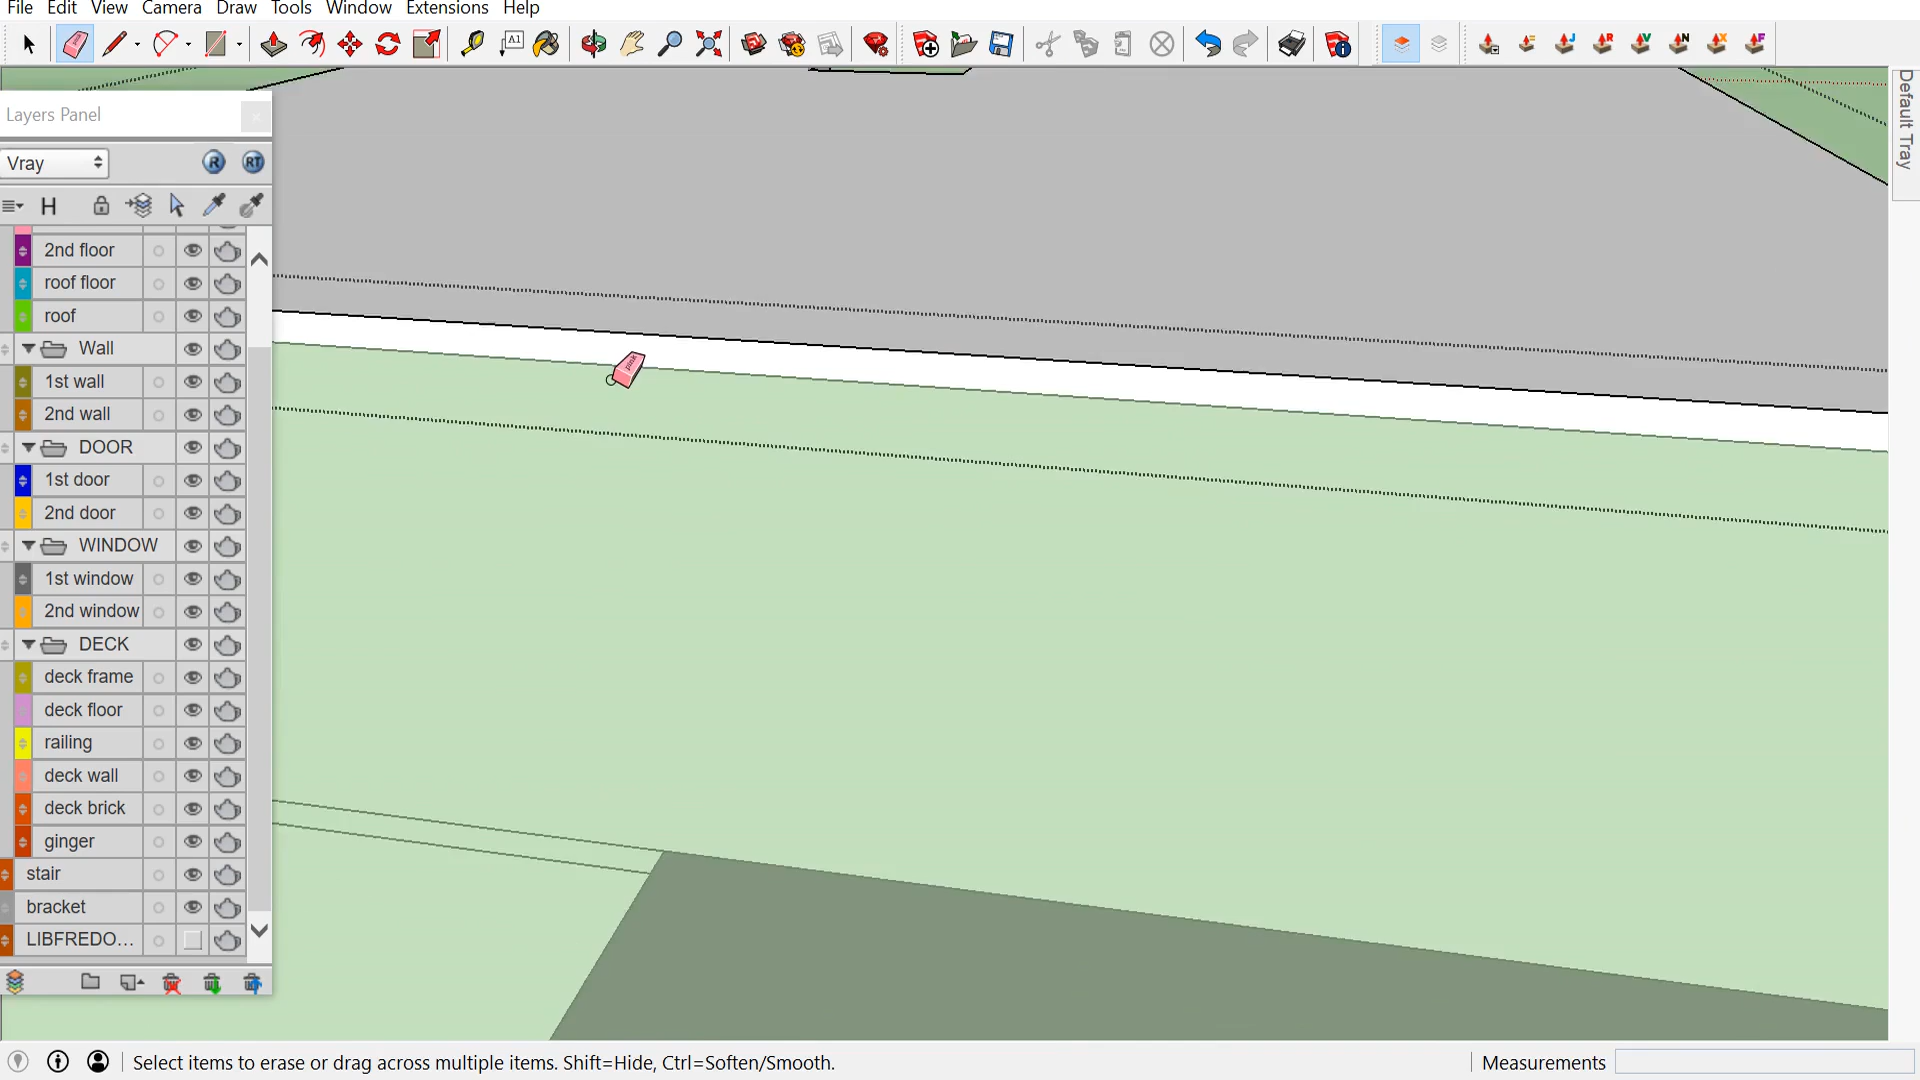 File Edit View Camera Draw Tools Window Extensions Help
A1
J R V N X F
Default Tray
Layers Panel
Vray R RT
H
2nd floor
roof floor
roof
Wall
1st wall
2nd wall
DOOR
1st door
2nd door
WINDOW
1st window
2nd window
DECK
deck frame
deck floor
railing
deck wall
deck brick
ginger
stair
bracket
LIBFREDO...
pink
Select items to erase or drag across multiple items. Shift=Hide, Ctrl=Soften/Smooth.
Measurements